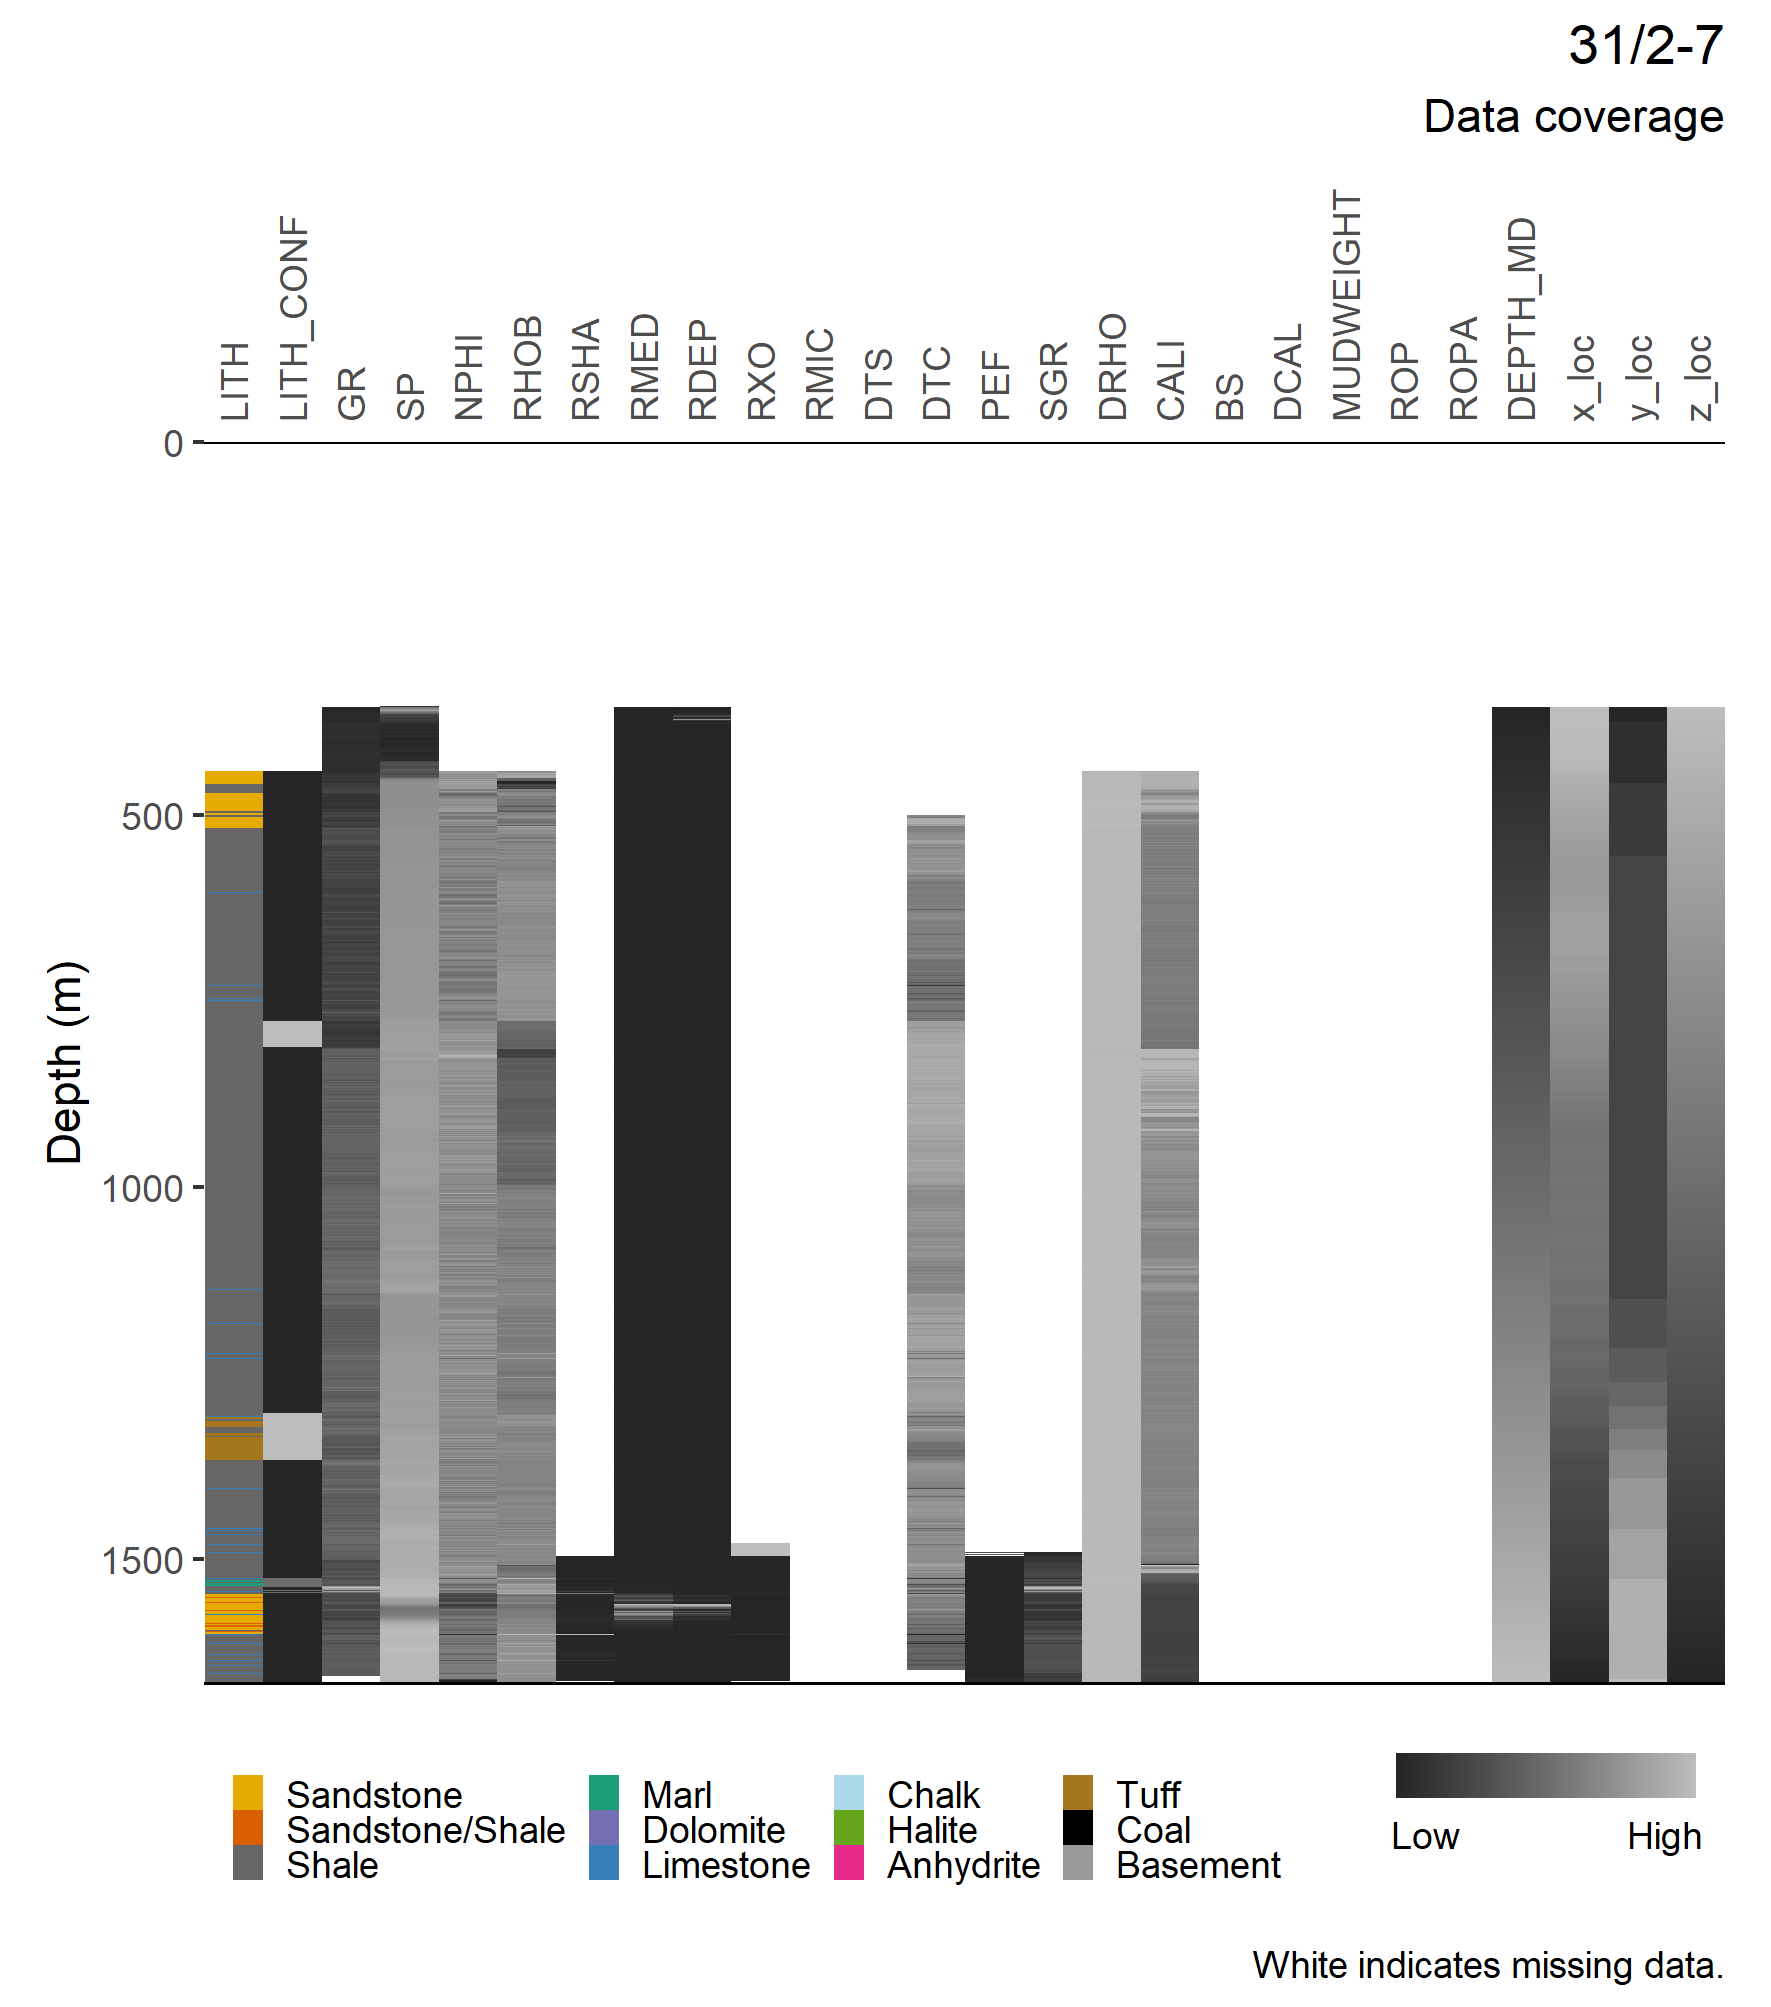 31/2-7
Data coverage
LITH
LITH_CONF
GR
SP
NPHI
RHOB
RSHA
RMED
RDEP
RXO
RMIC
DTS
DTC
PEF
SGR
DRHO
CALI
BS
DCAL
MUDWEIGHT
ROP
ROPA
DEPTH_MD
x_loc
y_loc
z_loc
0
500
1000
1500
Depth (m)
Sandstone
Sandstone/Shale
Shale
Marl
Dolomite
Limestone
Chalk
Halite
Anhydrite
Tuff
Coal
Basement
Low
High
White indicates missing data.